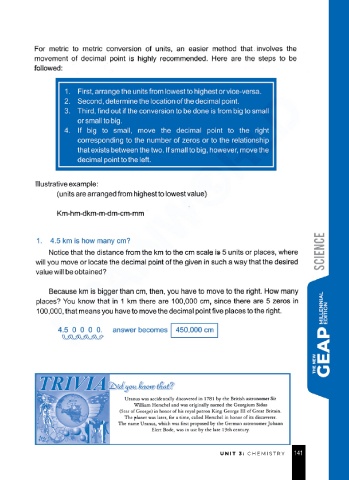 For metric to metric conversion of units, an easier method that involves the
movement of decimal point is highly recommended. Here are the steps to be
followed:
1. First, arrange the units from lowest to highest or vice-versa.
2. Second, determine the location of the decimal point.
3. Third, find out if the conversion to be done is from big to small
or small to big.
4. If big to small, move the decimal point to the right
corresponding to the number of zeros or to the relationship
that exists between the two. If small to big, however, move the
decimal point to the left.
Illustrative example:
(units are arranged from highest to lowest value)
Km-hm-dkm-m-dm-cm-mm
1. 4.5 km is how many cm?
Notice that the distance from the km to the cm scale is 5 units or places, where
will you move or locate the decimal point of the given in such a way that the desired
value will be obtained?
Because km is bigger than cm, then, you have to move to the right. How many
places? You know that in 1 km there are 100,000 cm, since there are 5 zeros in
100,000, that means you have to move the decimal point five places to the right.
4.5 0 0 0 0. answer becomes 450,000 cm
SCIENCE
THE NEW
GEAP MILLENNIAL
EDITION
TRIVIA Did you know that?
Uranus was accidentally discovered in 1781 by the British astronomer Sir
William Herschel and was originally named the Georgium Sidus
(Star of George) in honor of his royal patron King George III of Great Britain.
The planet was later, for a time, called Herschel in honor of its discoverer.
The name Uranus, which was first proposed by the German astronomer Johann
Elert Bode, was in use by the late 19th century
UNIT 3: CHEMISTRY 141